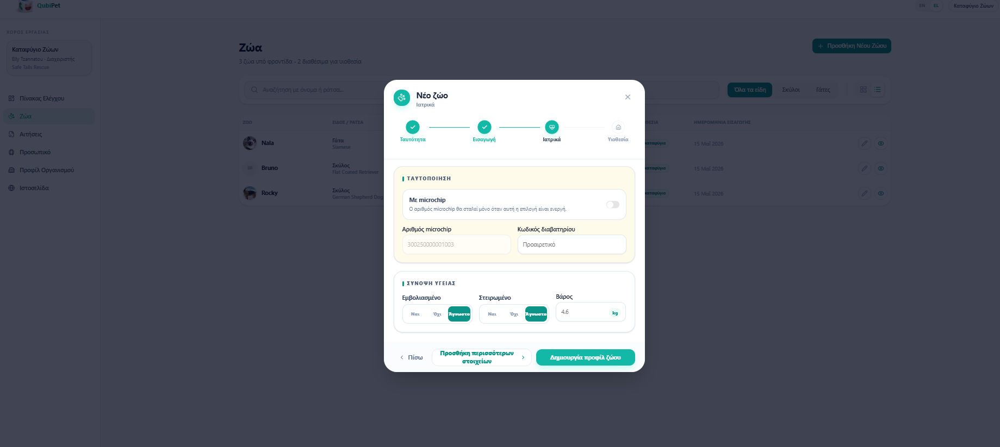 QubiPet
EN EL Καταφύγιο Ζώων
ΧΩΡΟΣ ΕΡΓΑΣΙΑΣ
Καταφύγιο Ζώων
Elly Tzannatou · Διαχειριστής
Safe Tails Rescue
Πίνακας Ελέγχου
Ζώα
Αιτήσεις
Προσωπικό
Προφίλ Οργανισμού
Ιστοσελίδα
Ζώα
3 ζώα υπό φροντίδα - 2 διαθέσιμα για υιοθεσία
+ Προσθήκη Νέου Ζώου
Αναζήτηση με όνομα ή ράτσα...
Όλα τα είδη Σκύλοι Γάτες
ΖΩΟ ΕΙΔΟΣ / ΡΑΤΣΑ ΘΕΣΙΑ ΗΜΕΡΟΜΗΝΙΑ ΕΙΣΑΓΩΓΗΣ
Nala Γάτα
Siamese
καταφύγιο 15 Μαΐ 2026
BR Bruno Σκύλος
Flat Coated Retriever
καταφύγιο 15 Μαΐ 2026
Rocky Σκύλος
German Shepherd Dog
καταφύγιο 15 Μαΐ 2026
Νέο ζώο
Ιατρικά
Ταυτότητα Εισαγωγή Ιατρικά Υιοθεσία
ΤΑΥΤΟΠΟΙΗΣΗ
Με microchip
Ο αριθμός microchip θα σταλεί μόνο όταν αυτή η επιλογή είναι ενεργή.
Αριθμός microchip Κωδικός διαβατηρίου
300250000001003 Προαιρετικό
ΣΥΝΟΨΗ ΥΓΕΙΑΣ
Εμβολιασμένο Στειρωμένο Βάρος
Ναι Όχι Άγνωστο Ναι Όχι Άγνωστο 4.6 kg
Πίσω
Προσθήκη περισσότερων
στοιχείων
Δημιουργία προφίλ ζώου